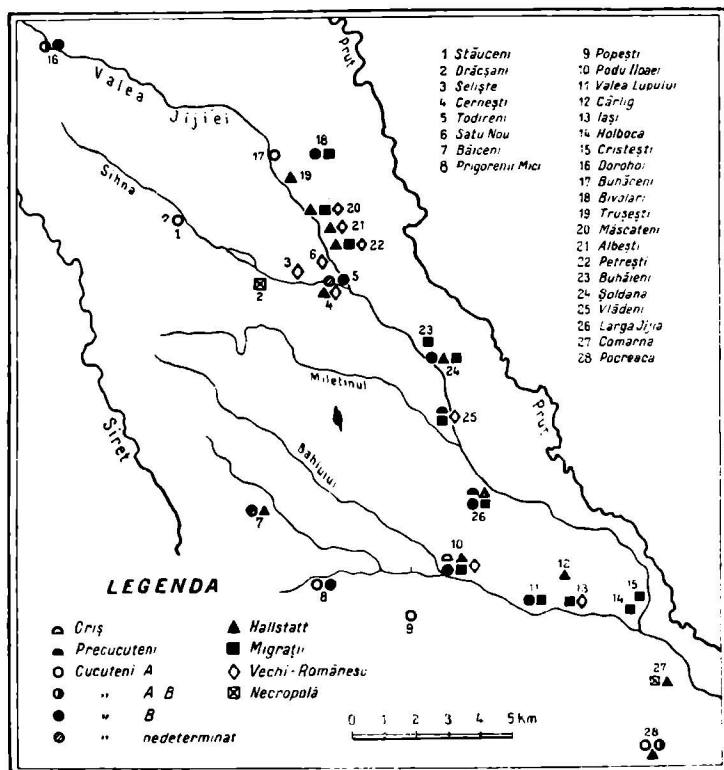 1 Stăuceni
2 Drăcșani
3 Seliște
4 Cernești
5 Todireni
6 Satu Nou
7 Băiceni
8 Prigorenii Mici
9 Popești
10 Podu Iloaei
11 Valea Lupului
12 Cârlig
13 Iași
14 Holboca
15 Cristești
16 Dorohoi
17 Buhăceni
18 Bivolari
19 Trușești
20 Mășcăteni
21 Albești
22 Petrești
23 Buhăieni
24 Șoldana
25 Vlădeni
26 Larga Jijia
27 Comarna
28 Pocreaca
Prut
16
Valea
Jijiei
17
18
19
Sihna
1
20
21
22
3
6
2
5
4
Siret
23
24
Miletinul
25
Prut
Bahluiului
26
7
10
12
11
13
15
14
8
9
27
28
LEGENDA
Criș
Precucuteni
Cucuteni A
" A B
" B
" nedeterminat
Hallstatt
Migrații
Vechi-Românesc
Necropolă
0 1 2 3 4 5 km